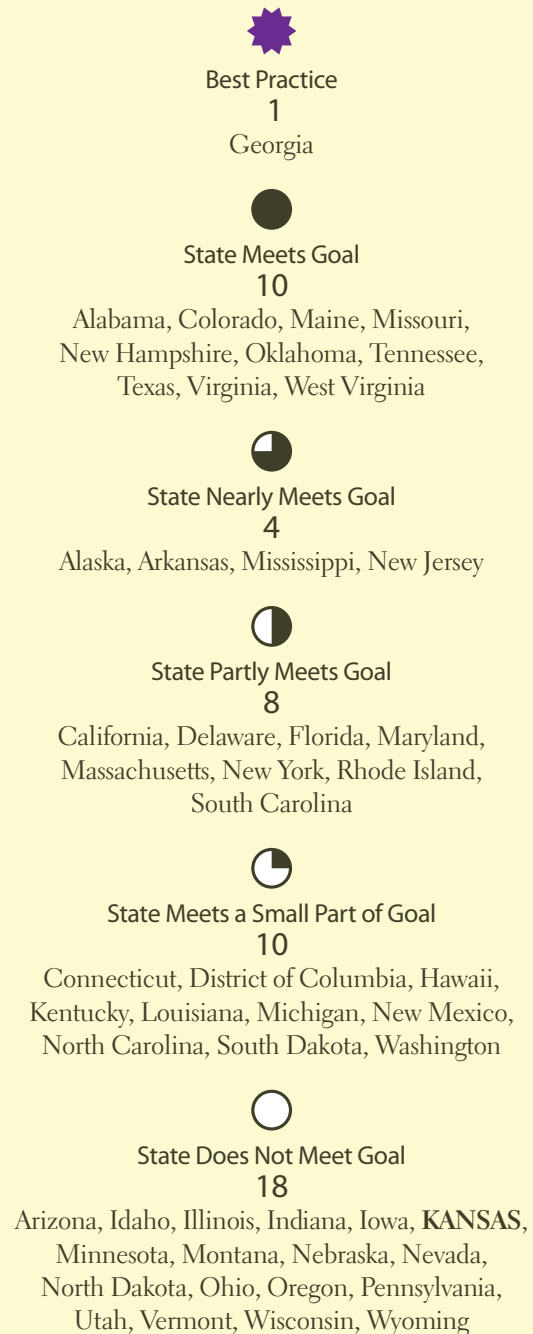 Best Practice
1
Georgia
State Meets Goal
10
Alabama, Colorado, Maine, Missouri,
New Hampshire, Oklahoma, Tennessee,
Texas, Virginia, West Virginia
State Nearly Meets Goal
4
Alaska, Arkansas, Mississippi, New Jersey
State Partly Meets Goal
8
California, Delaware, Florida, Maryland,
Massachusetts, New York, Rhode Island,
South Carolina
State Meets a Small Part of Goal
10
Connecticut, District of Columbia, Hawaii,
Kentucky, Louisiana, Michigan, New Mexico,
North Carolina, South Dakota, Washington
State Does Not Meet Goal
18
Arizona, Idaho, Illinois, Indiana, Iowa, KANSAS,
Minnesota, Montana, Nebraska, Nevada,
North Dakota, Ohio, Oregon, Pennsylvania,
Utah, Vermont, Wisconsin, Wyoming